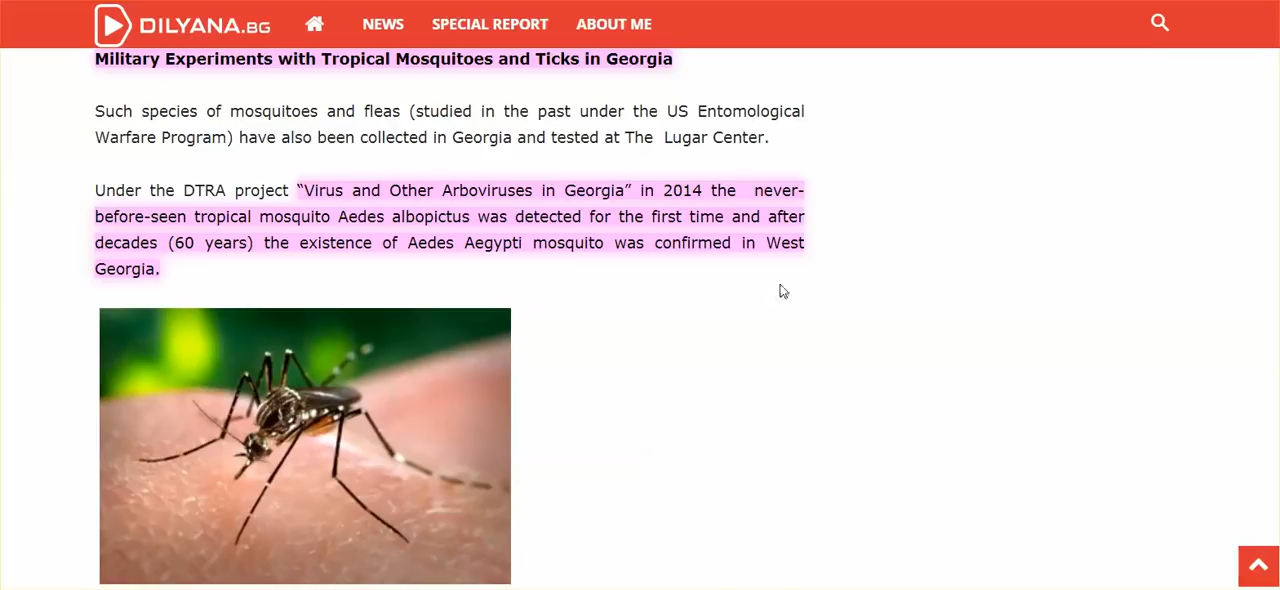 DILYANA.BG
NEWS
SPECIAL REPORT
ABOUT ME
Military Experiments with Tropical Mosquitoes and Ticks in Georgia
Such species of mosquitoes and fleas (studied in the past under the US Entomological
Warfare Program) have also been collected in Georgia and tested at The Lugar Center.
Under the DTRA project “Virus and Other Arboviruses in Georgia” in 2014 the never-
before-seen tropical mosquito Aedes albopictus was detected for the first time and after
decades (60 years) the existence of Aedes Aegypti mosquito was confirmed in West
Georgia.